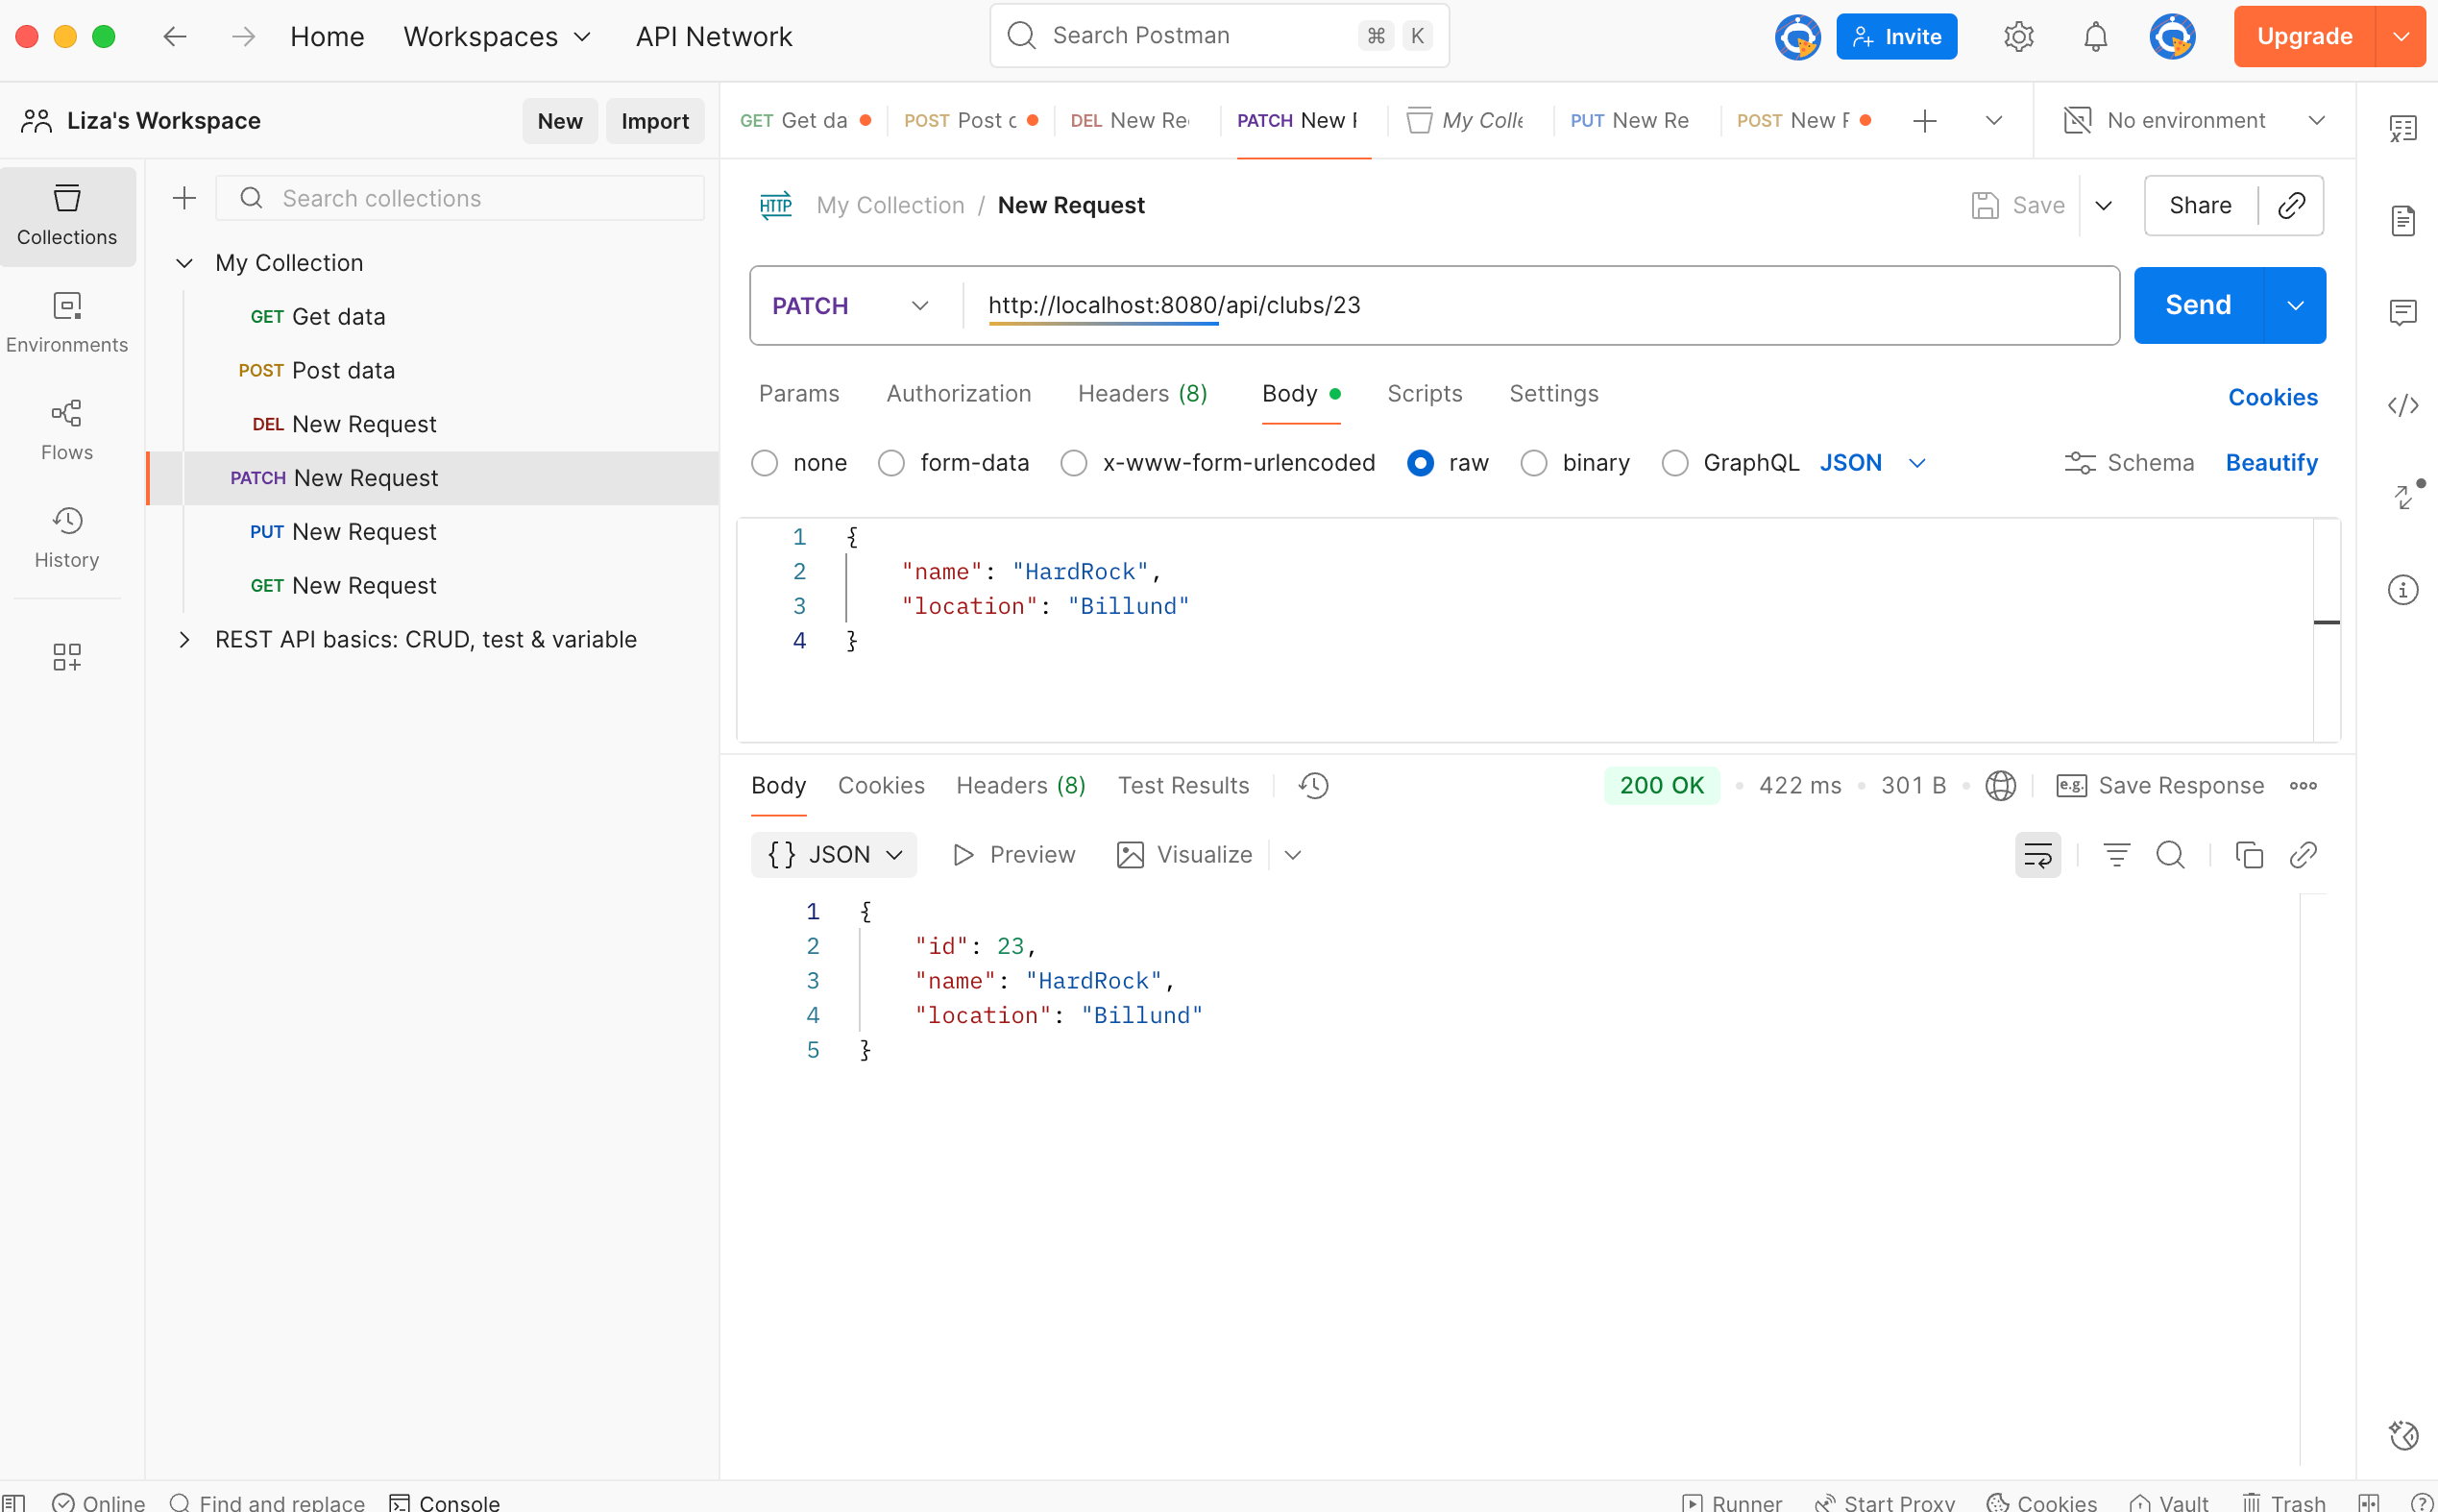 Home Workspaces API Network Search Postman ⌘ K Invite Upgrade
Liza's Workspace New Import
GET Get da POST Post c DEL New Re PATCH New PUT New Re POST New No environment
My Colle
Collections
Environments
Flows
History
Search collections
My Collection
GET Get data
POST Post data
DEL New Request
PATCH New Request
PUT New Request
GET New Request
REST API basics: CRUD, test & variable
HTTP My Collection / New Request Save Share
PATCH http://localhost:8080/api/clubs/23 Send
Params Authorization Headers (8) Body Scripts Settings Cookies
none form-data x-www-form-urlencoded raw binary GraphQL JSON Schema Beautify
1 {
2 "name": "HardRock",
3 "location": "Billund"
4 }
Body Cookies Headers (8) Test Results 200 OK • 422 ms • 301 B • e.g. Save Response
{} JSON Preview Visualize
1 {
2 "id": 23,
3 "name": "HardRock",
4 "location": "Billund"
5 }
Online Find and replace Console Runner Start Proxy Cookies Vault Trash